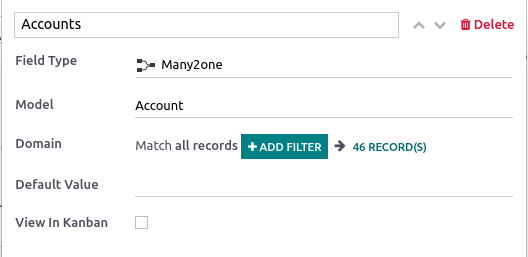 Accounts
Delete
Field Type
Many2one
Model
Account
Domain
Match all records + ADD FILTER → 46 RECORD(S)
Default Value
View In Kanban